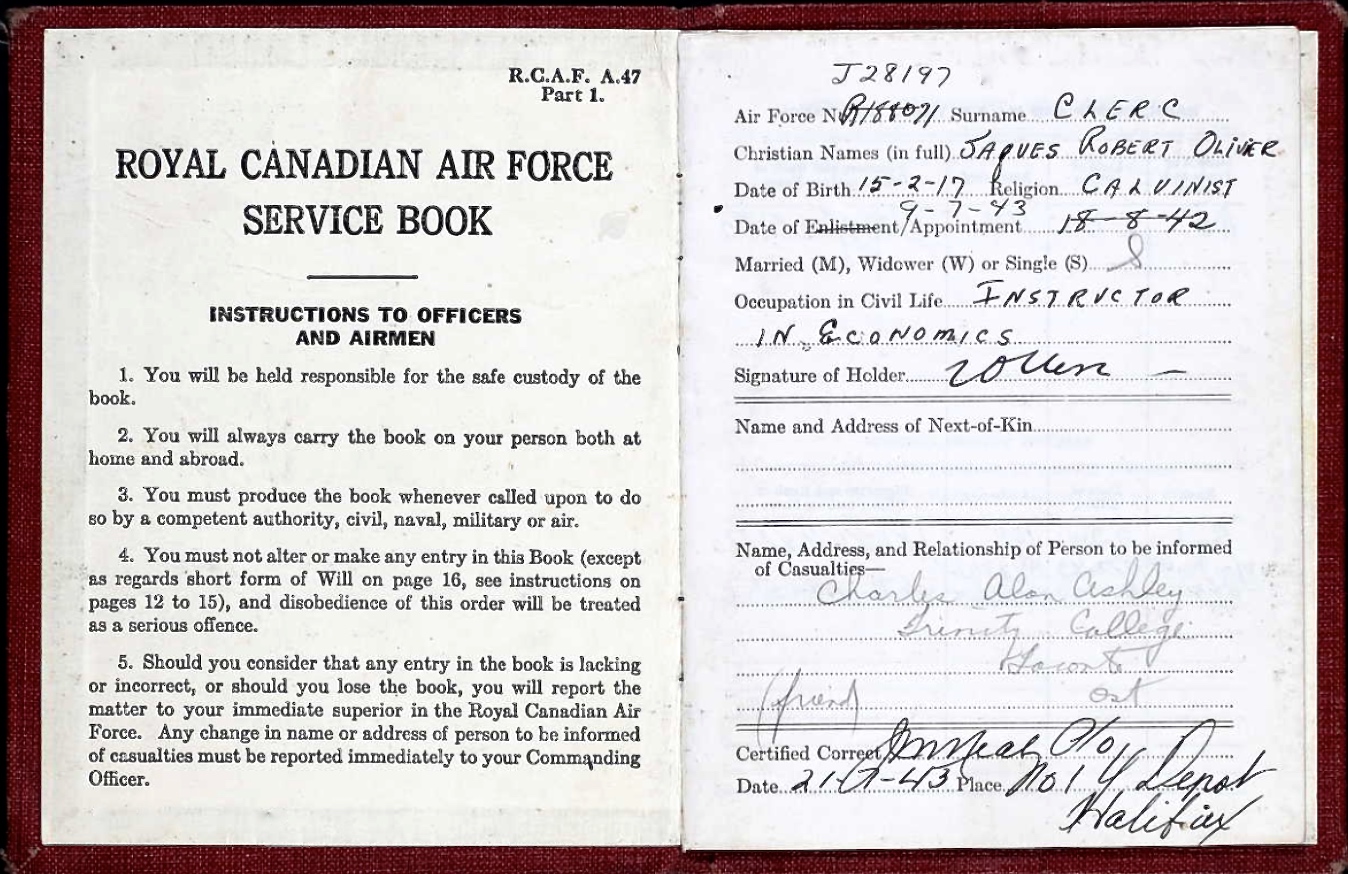 R.C.A.F. A.47
Part 1.
ROYAL CANADIAN AIR FORCE
SERVICE BOOK
INSTRUCTIONS TO OFFICERS
AND AIRMEN
1. You will be held responsible for the safe custody of the
book.
2. You will always carry the book on your person both at
home and abroad.
3. You must produce the book whenever called upon to do
so by a competent authority, civil, naval, military or air.
4. You must not alter or make any entry in this Book (except
as regards short form of Will on page 16, see instructions on
pages 12 to 15), and disobedience of this order will be treated
as a serious offence.
5. Should you consider that any entry in the book is lacking
or incorrect, or should you lose the book, you will report the
matter to your immediate superior in the Royal Canadian Air
Force. Any change in name or address of person to be informed
of casualties must be reported immediately to your Commanding
Officer.
J28197
Air Force No R188071 Surname CLERC
Christian Names (in full) JAQUES ROBERT OLIVER
Date of Birth 15-2-17 Religion CALVINIST
9-7-43
Date of Enlistment/Appointment 18-8-42
Married (M), Widower (W) or Single (S) S
Occupation in Civil Life INSTRUCTOR
IN ECONOMICS
Signature of Holder
Name and Address of Next-of-Kin
Name, Address, and Relationship of Person to be informed
of Casualties—
Charles Alan Ashley
Trinity College
Toronto
(friend) Ont
Certified Correct P/O
Date 21-7-43 Place No 1 Y Depot
Halifax